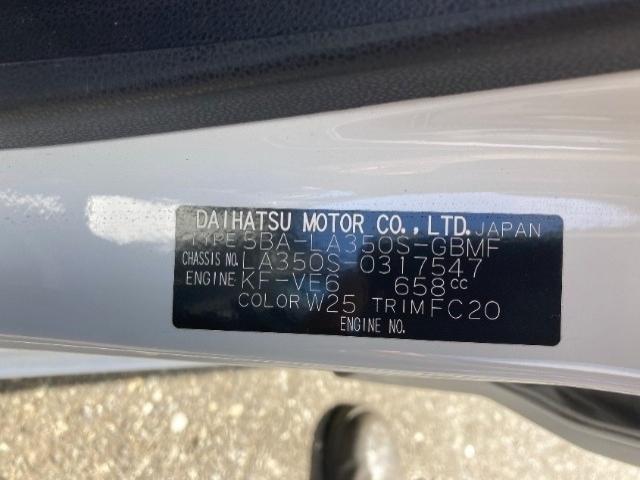 DAIHATSU MOTOR CO., LTD. JAPAN
TYPE 5BA-LA350S-GBMF
CHASSIS NO. LA350S-0317547
ENGINE KF-VE6 658cc
COLOR W25 TRIM FC20
ENGINE NO.